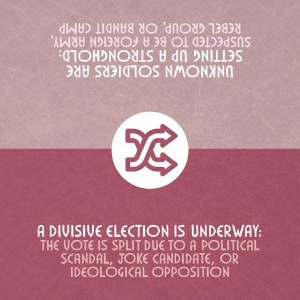 UNKNOWN SOLDIERS ARE
SETTING A UP A STRONGHOLD:
SUSPECTED TO BE A FOREIGN ARMY,
REBEL GROUP, OR BANDIT CAMP
A DIVISIVE ELECTION IS UNDERWAY:
THE VOTE IS SPLIT DUE TO A POLITICAL
SCANDAL, JOKE CANDIDATE, OR
IDEOLOGICAL OPPOSITION